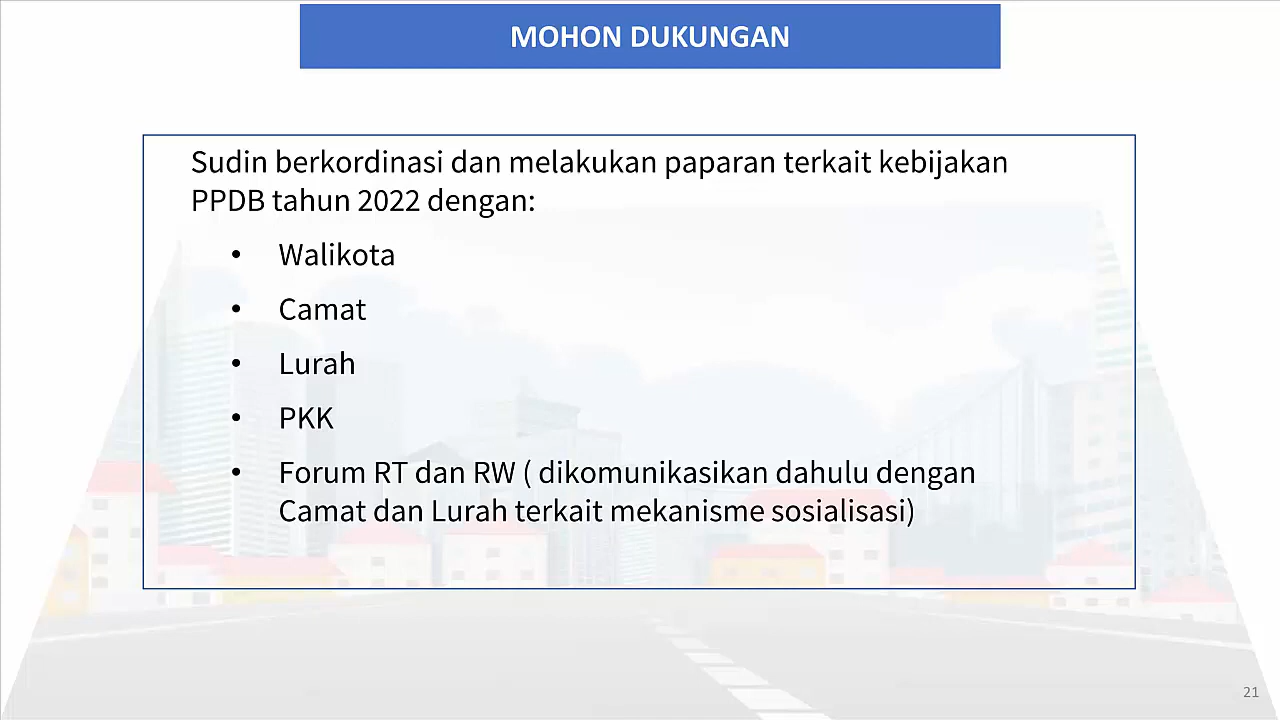 MOHON DUKUNGAN
Sudin berkordinasi dan melakukan paparan terkait kebijakan
PPDB tahun 2022 dengan:
• Walikota
• Camat
• Lurah
• PKK
• Forum RT dan RW ( dikomunikasikan dahulu dengan
Camat dan Lurah terkait mekanisme sosialisasi)
21